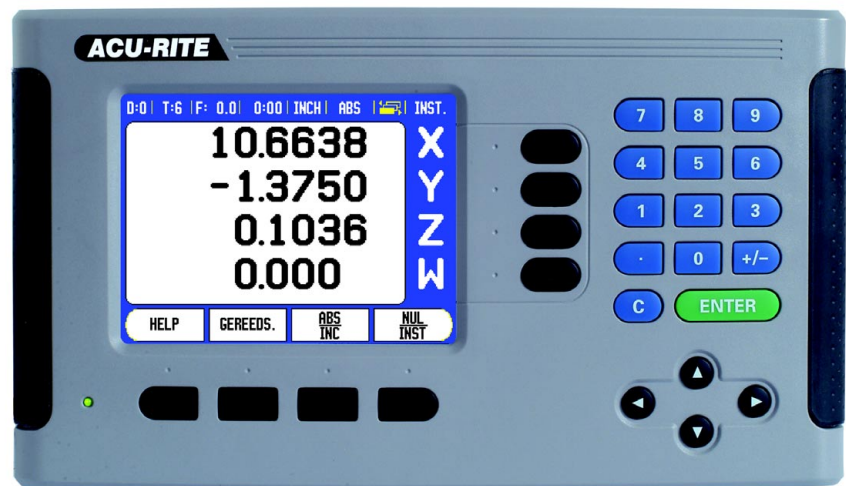 ACU-RITE
D:0 | T:6 | F: 0.0 | 0:00 | INCH | ABS | INST.
10.6638 X
-1.3750 Y
0.1036 Z
0.000 W
HELP GEREEDS. ABS INC NUL INST
7 8 9
4 5 6
1 2 3
. 0 +/-
C ENTER